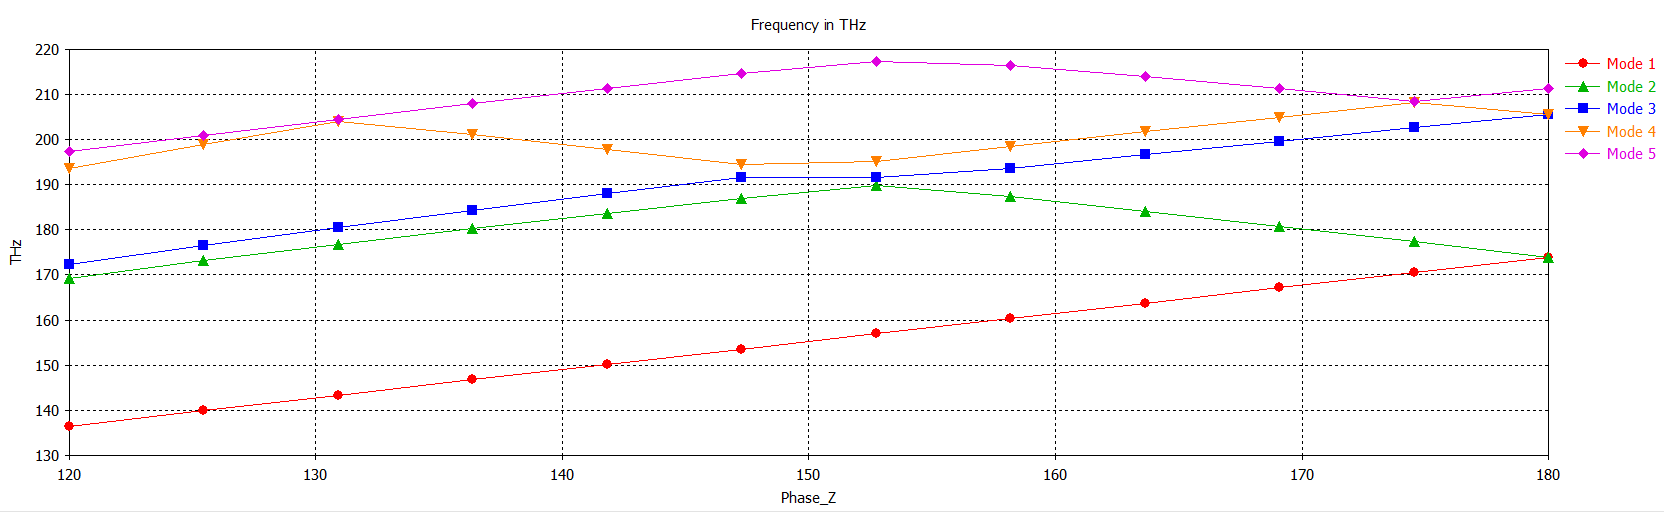 Frequency in THz
220
210
200
190
180
170
160
150
140
130
THz
120 130 140 150 160 170 180
Phase_Z
Mode 1
Mode 2
Mode 3
Mode 4
Mode 5